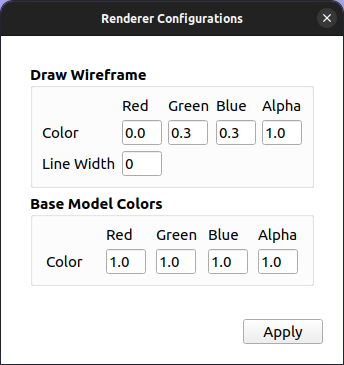 Renderer Configurations
Draw Wireframe
Red Green Blue Alpha
Color 0.0 0.3 0.3 1.0
Line Width 0
Base Model Colors
Red Green Blue Alpha
Color 1.0 1.0 1.0 1.0
Apply